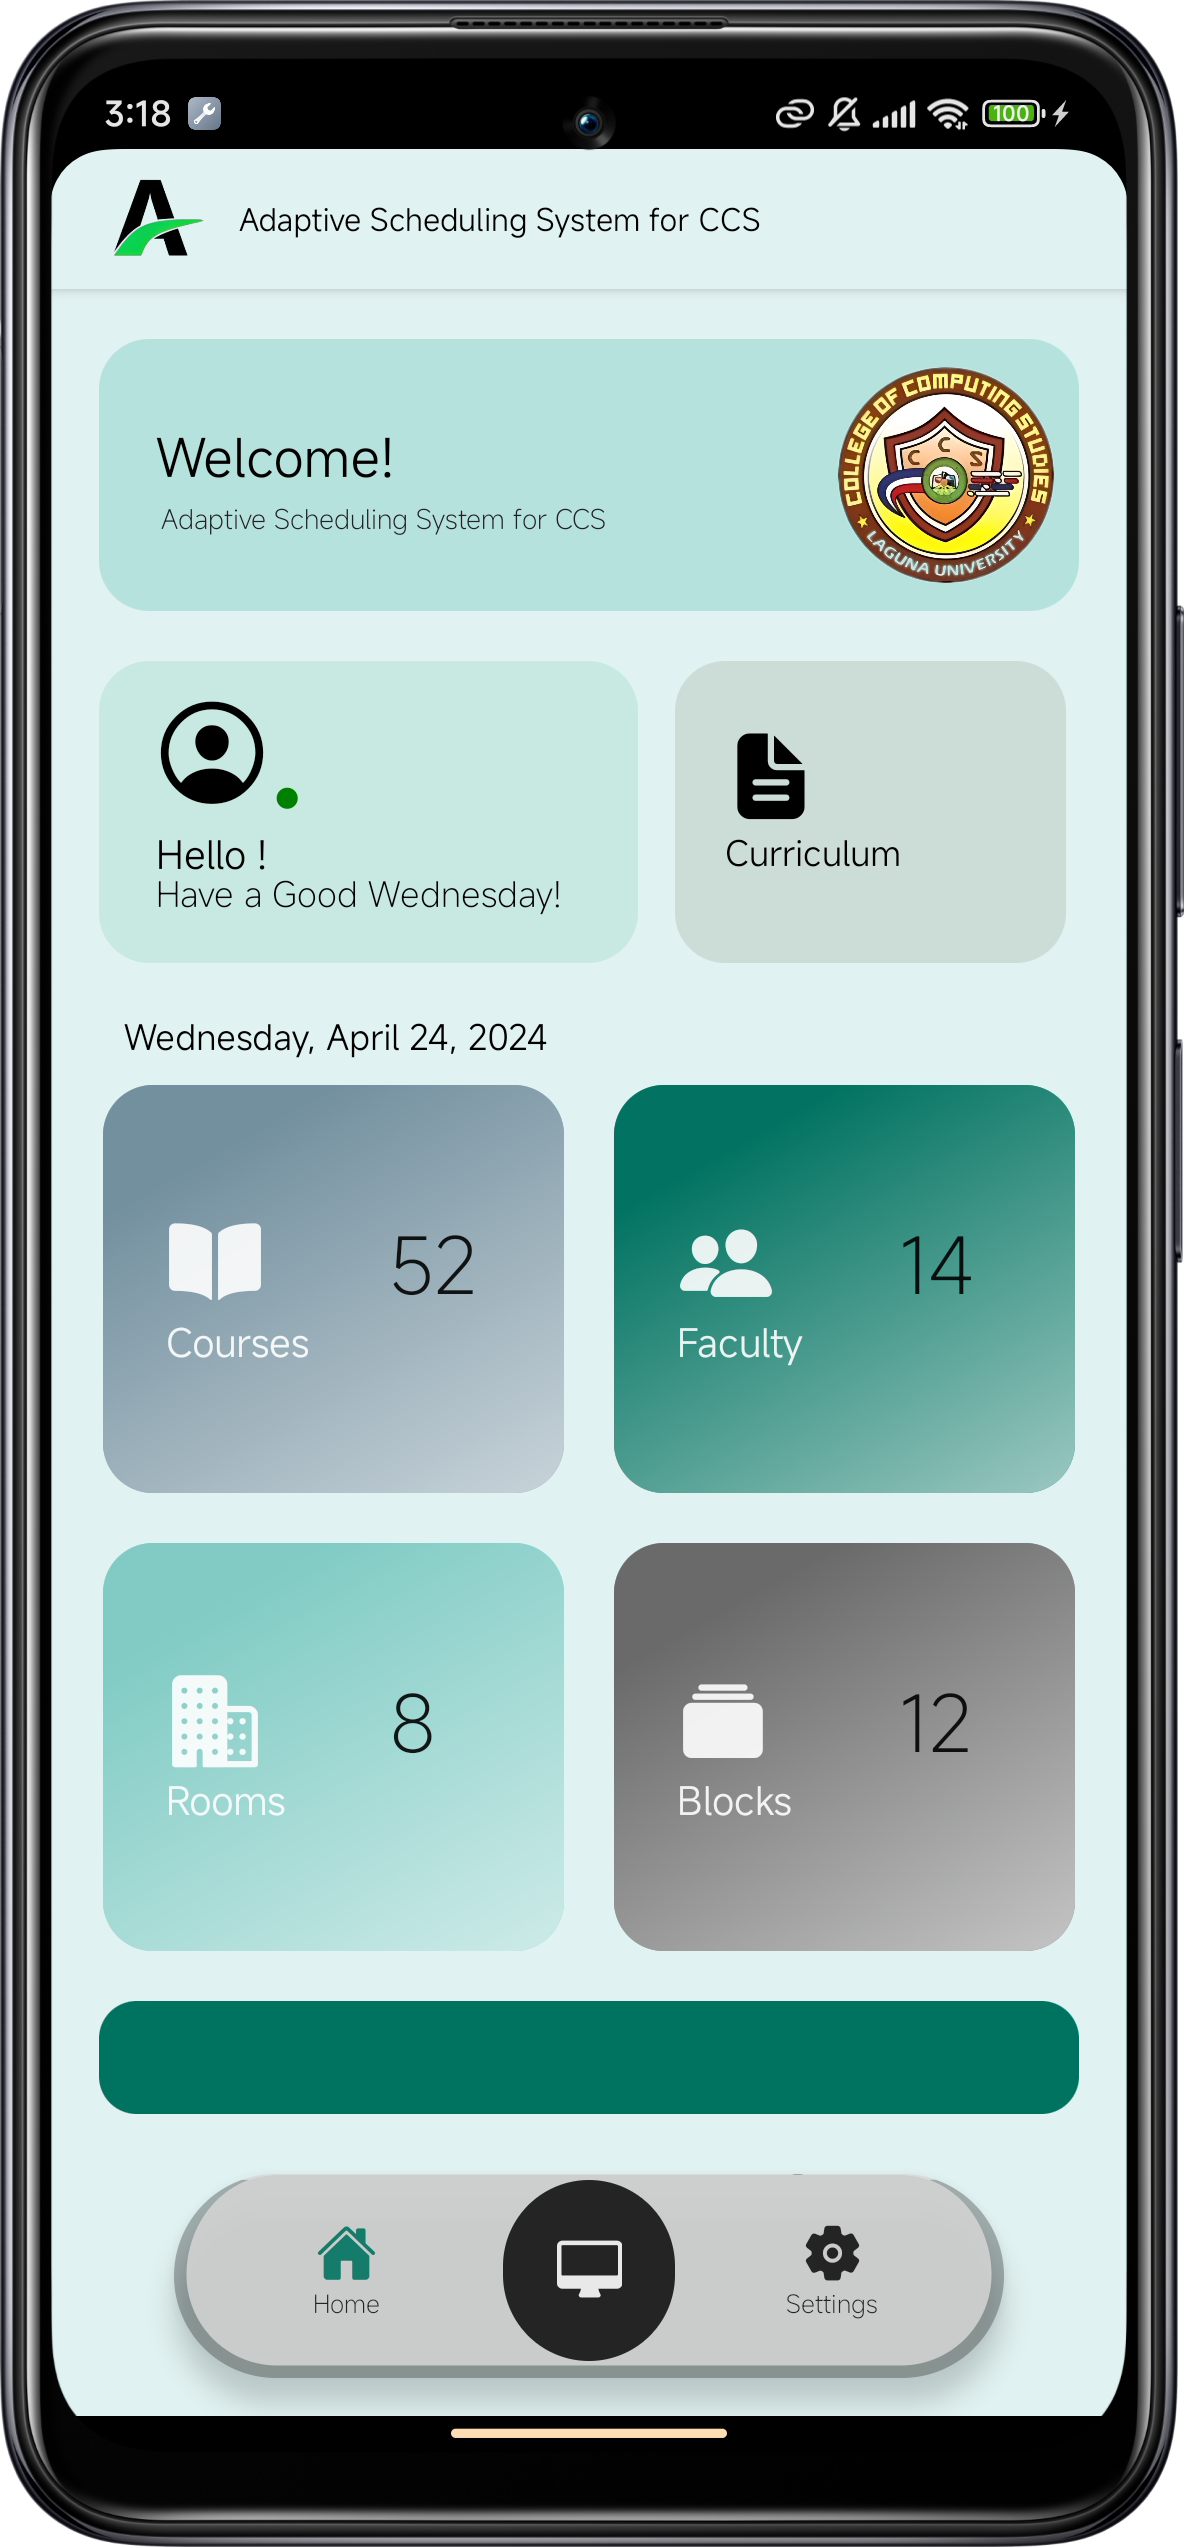 3:18
100
Adaptive Scheduling System for CCS
Welcome!
Adaptive Scheduling System for CCS
COLLEGE OF COMPUTING STUDIES
C C S
LAGUNA UNIVERSITY
Hello !
Have a Good Wednesday!
Curriculum
Wednesday, April 24, 2024
52
Courses
14
Faculty
8
Rooms
12
Blocks
Home
Settings